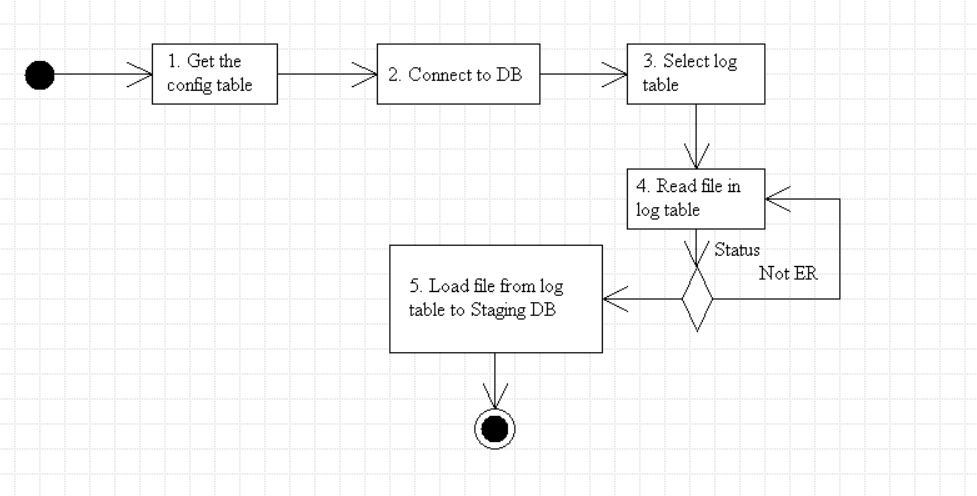 1. Get the
config table
2. Connect to DB
3. Select log
table
4. Read file in
log table
Status
Not ER
5. Load file from log
table to Staging DB